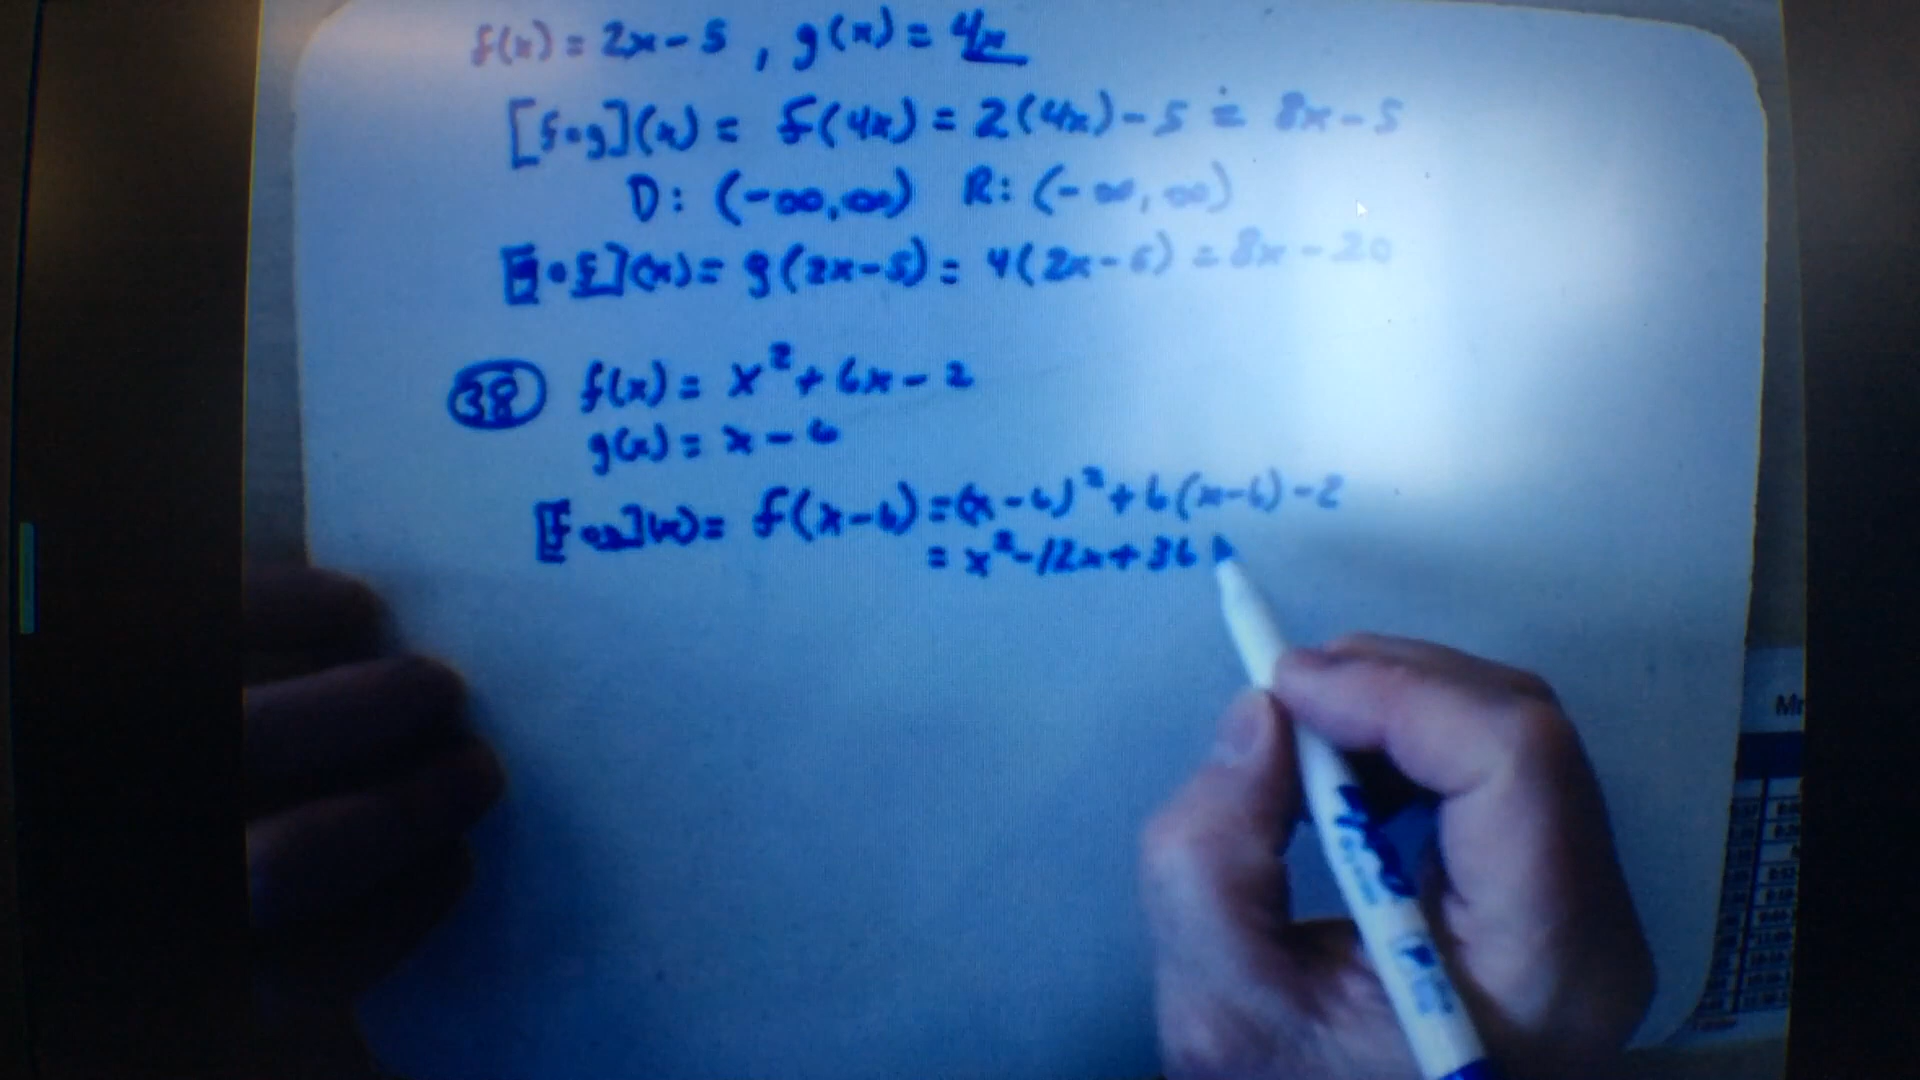 f(x) = 2x - 5 , g(x) = 4x
[f∘g](x) = f(4x) = 2(4x) - 5 = 8x - 5
D: (-∞,∞) R: (-∞,∞)
[g∘f](x) = g(2x-5) = 4(2x-5) = 8x - 20
38 f(x) = x² + 6x - 2
g(x) = x - 6
[f∘g](x) = f(x-6) = (x-6)² + 6(x-6) - 2
= x² - 12x + 36
Mr